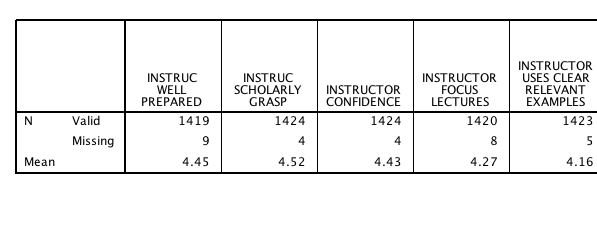 INSTRUC WELL PREPARED INSTRUC SCHOLARLY GRASP INSTRUCTOR CONFIDENCE INSTRUCTOR FOCUS LECTURES INSTRUCTOR USES CLEAR RELEVANT EXAMPLES
N Valid 1419 1424 1424 1420 1423
Missing 9 4 4 8 5
Mean 4.45 4.52 4.43 4.27 4.16